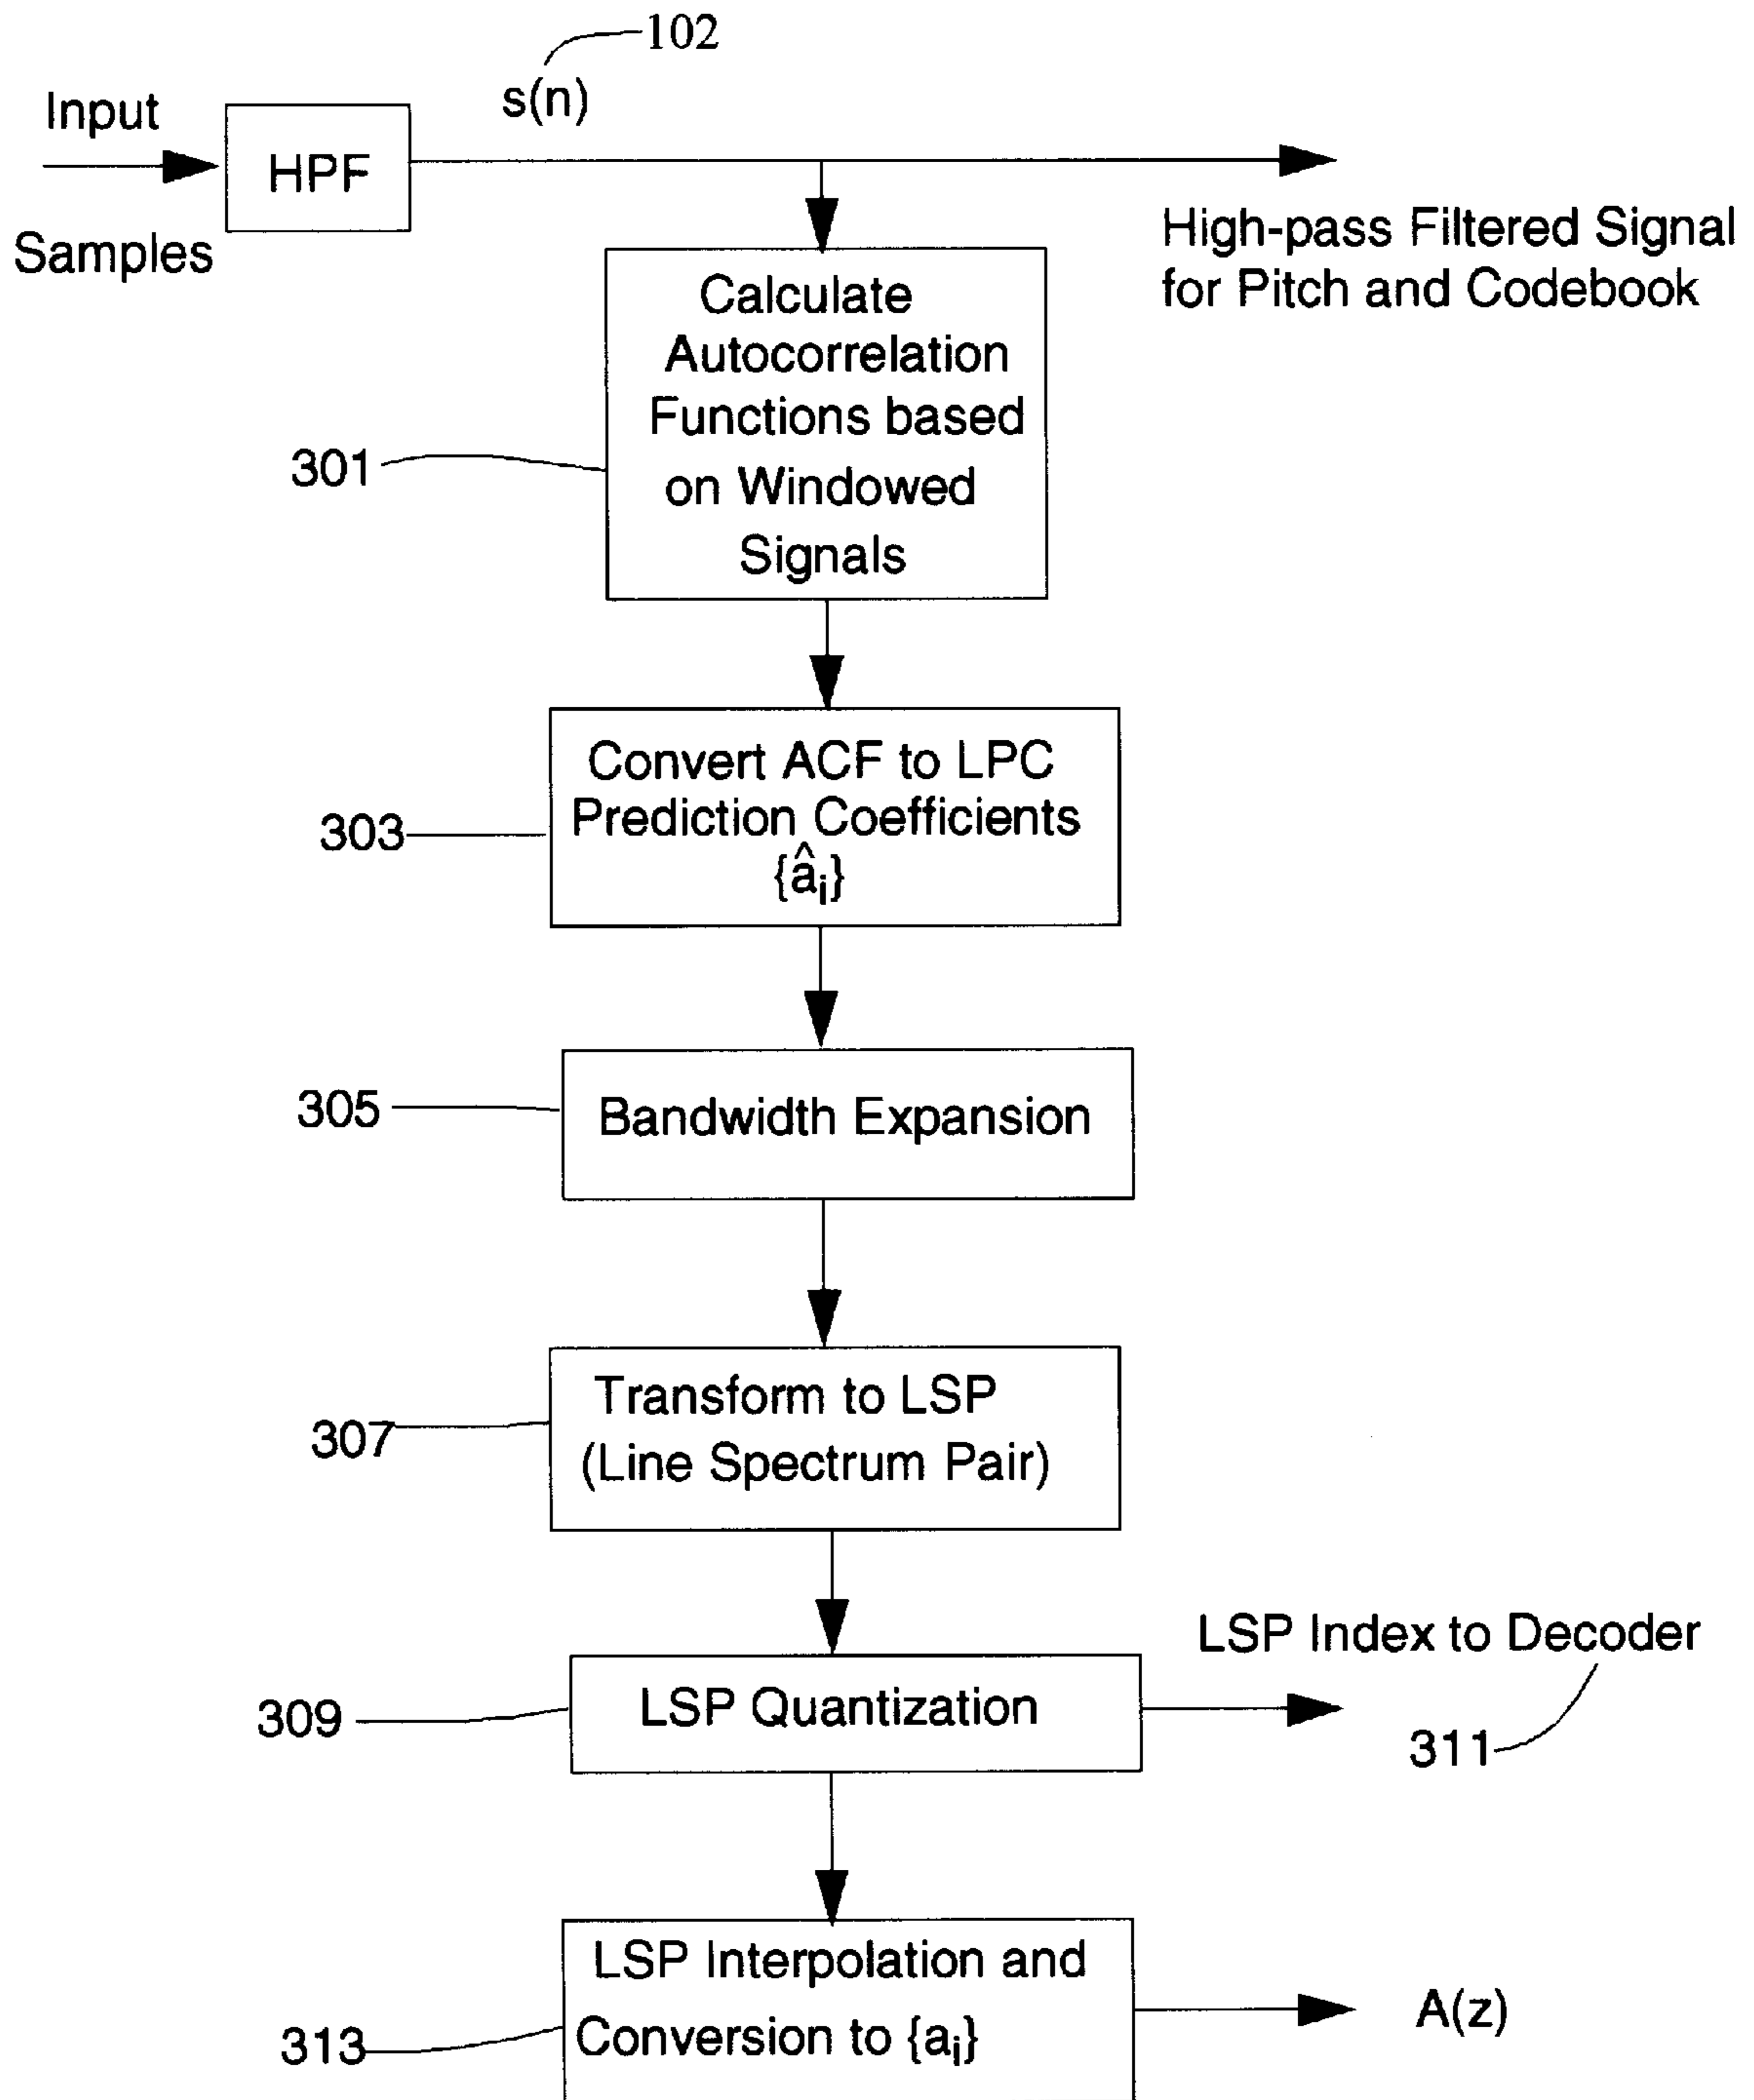 102
s(n)
Input
Samples
HPF
High-pass Filtered Signal
for Pitch and Codebook
Calculate
Autocorrelation
Functions based
on Windowed
Signals
301
Convert ACF to LPC
Prediction Coefficients
{âᵢ}
303
305
Bandwidth Expansion
Transform to LSP
(Line Spectrum Pair)
307
LSP Index to Decoder
309
LSP Quantization
311
LSP Interpolation and
Conversion to {aᵢ}
313
A(z)